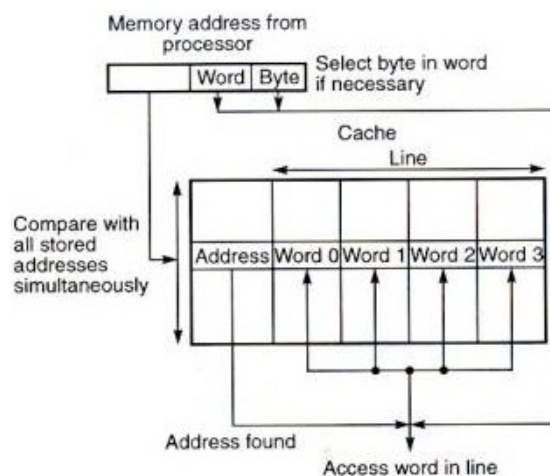 Memory address from
processor
Word Byte
Select byte in word
if necessary
Cache
Line
Compare with
all stored
addresses
simultaneously
Address Word 0 Word 1 Word 2 Word 3
Address found
Access word in line